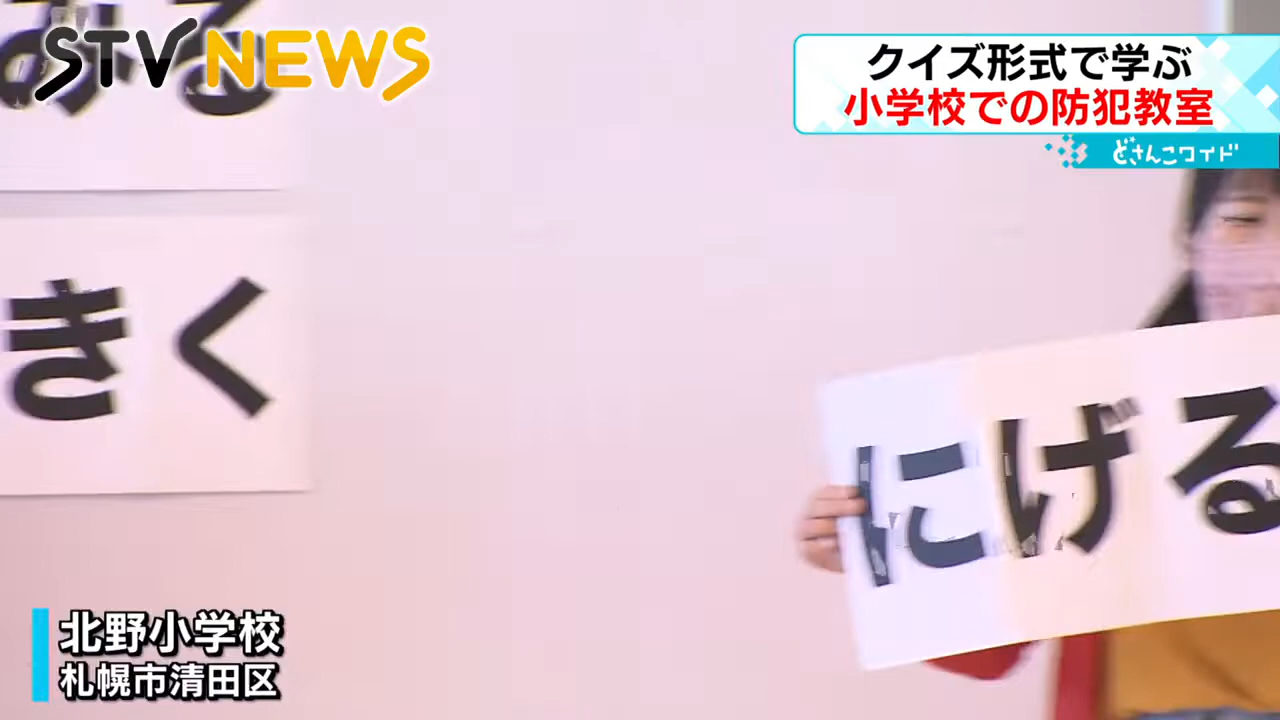 STV NEWS
クイズ形式で学ぶ
小学校での防犯教室
どさんこワイド
みる
きく
にげる
北野小学校
札幌市清田区